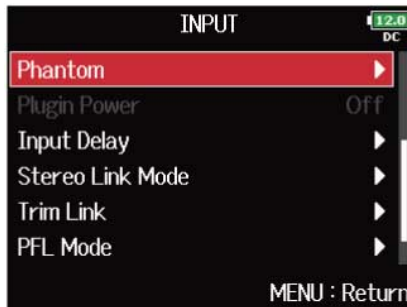 INPUT
12.0
DC
Phantom
Plugin Power Off
Input Delay
Stereo Link Mode
Trim Link
PFL Mode
MENU : Return